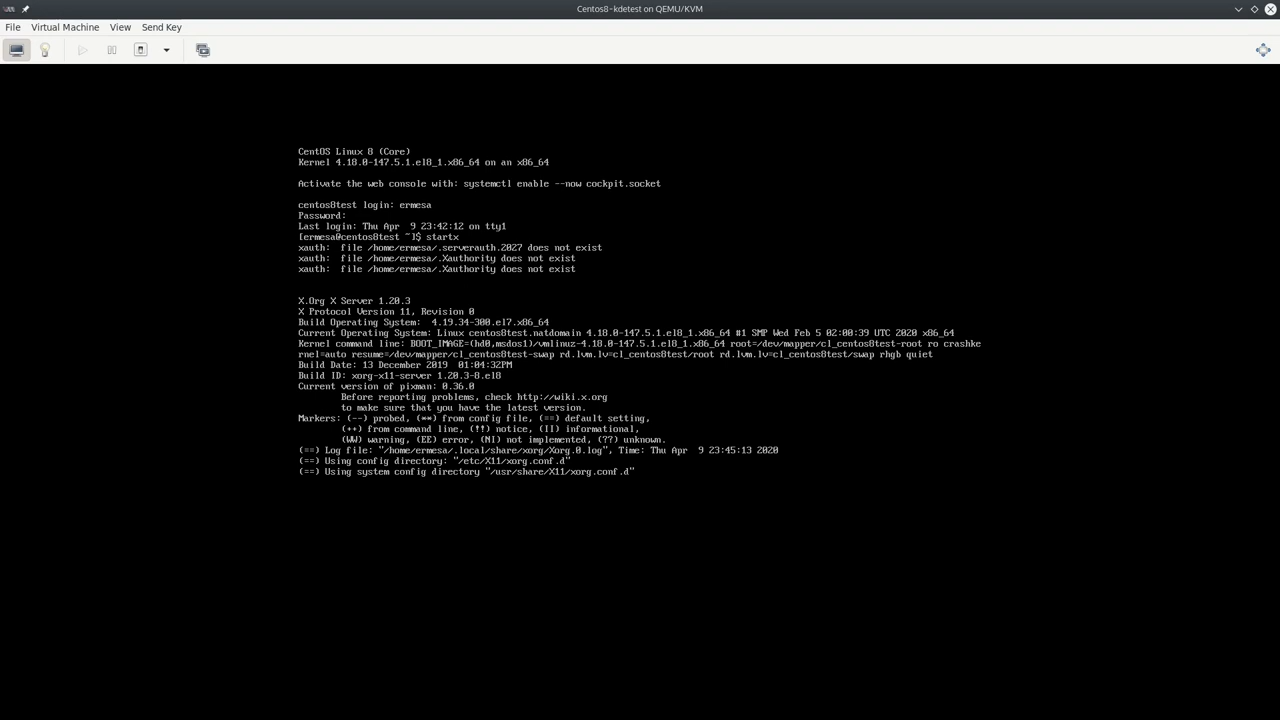 Centos8-kdetest on QEMU/KVM
File Virtual Machine View Send Key
CentOS Linux 8 (Core)
Kernel 4.18.0-147.5.1.el8_1.x86_64 on an x86_64
Activate the web console with: systemctl enable --now cockpit.socket
centos8test login: ermesa
Password:
Last login: Thu Apr  9 23:42:12 on tty1
[ermesa@centos8test ~]$ startx
xauth:  file /home/ermesa/.serverauth.2027 does not exist
xauth:  file /home/ermesa/.Xauthority does not exist
xauth:  file /home/ermesa/.Xauthority does not exist
X.Org X Server 1.20.3
X Protocol Version 11, Revision 0
Build Operating System:  4.19.34-300.el7.x86_64
Current Operating System: Linux centos8test.natdomain 4.18.0-147.5.1.el8_1.x86_64 #1 SMP Wed Feb 5 02:00:39 UTC 2020 x86_64
Kernel command line: BOOT_IMAGE=(hd0,msdos1)/vmlinuz-4.18.0-147.5.1.el8_1.x86_64 root=/dev/mapper/cl_centos8test-root ro crashke
rnel=auto resume=/dev/mapper/cl_centos8test-swap rd.lvm.lv=cl_centos8test/root rd.lvm.lv=cl_centos8test/swap rhgb quiet
Build Date: 13 December 2019  01:04:32PM
Build ID: xorg-x11-server 1.20.3-8.el8
Current version of pixman: 0.36.0
Before reporting problems, check http://wiki.x.org
to make sure that you have the latest version.
Markers: (--) probed, (**) from config file, (==) default setting,
(++) from command line, (!!) notice, (II) informational,
(WW) warning, (EE) error, (NI) not implemented, (??) unknown.
(==) Log file: "/home/ermesa/.local/share/xorg/Xorg.0.log", Time: Thu Apr  9 23:45:13 2020
(==) Using config directory: "/etc/X11/xorg.conf.d"
(==) Using system config directory "/usr/share/X11/xorg.conf.d"